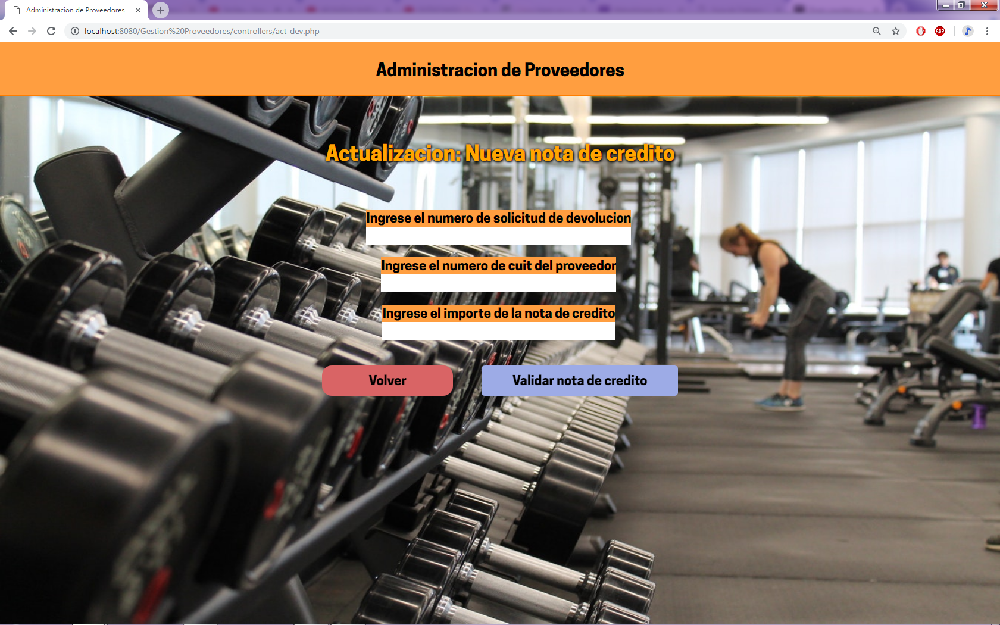 Administracion de Proveedores
localhost:8080/Gestion%20Proveedores/controllers/act_dev.php
ABP
Administracion de Proveedores
Actualizacion: Nueva nota de credito
Ingrese el numero de solicitud de devolucion
Ingrese el numero de cuit del proveedor
Ingrese el importe de la nota de credito
Volver
Validar nota de credito